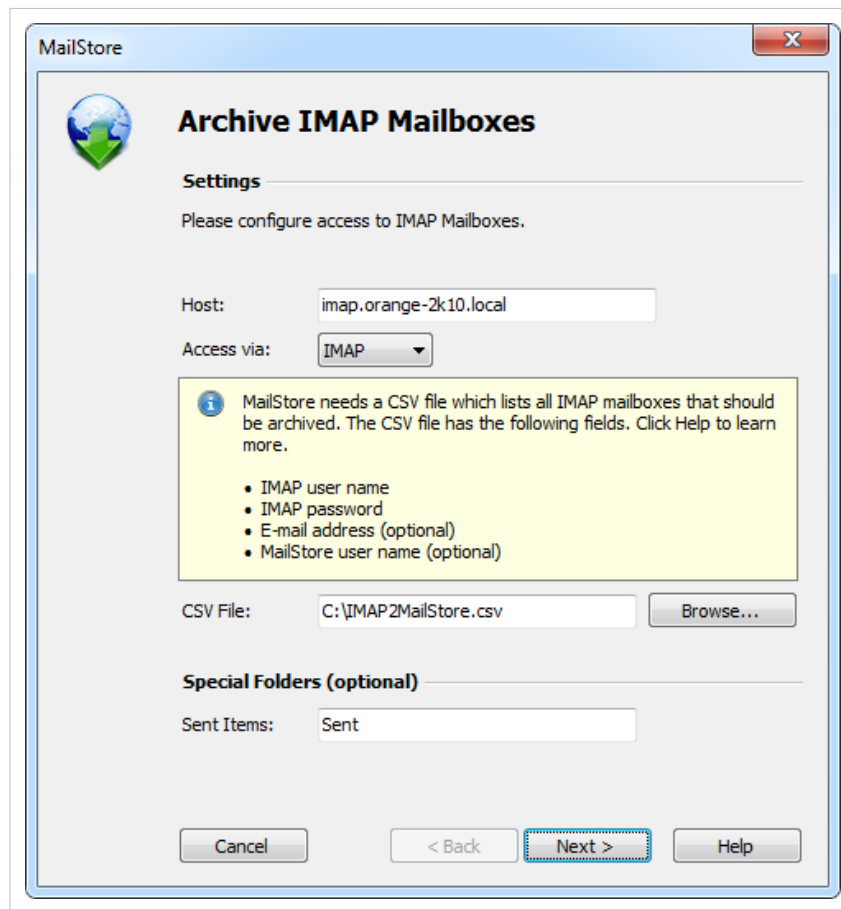 MailStore
Archive IMAP Mailboxes
Settings
Please configure access to IMAP Mailboxes.
Host: imap.orange-2k10.local
Access via: IMAP
MailStore needs a CSV file which lists all IMAP mailboxes that should
be archived. The CSV file has the following fields. Click Help to learn
more.
• IMAP user name
• IMAP password
• E-mail address (optional)
• MailStore user name (optional)
CSV File: C:\IMAP2MailStore.csv Browse...
Special Folders (optional)
Sent Items: Sent
Cancel < Back Next > Help